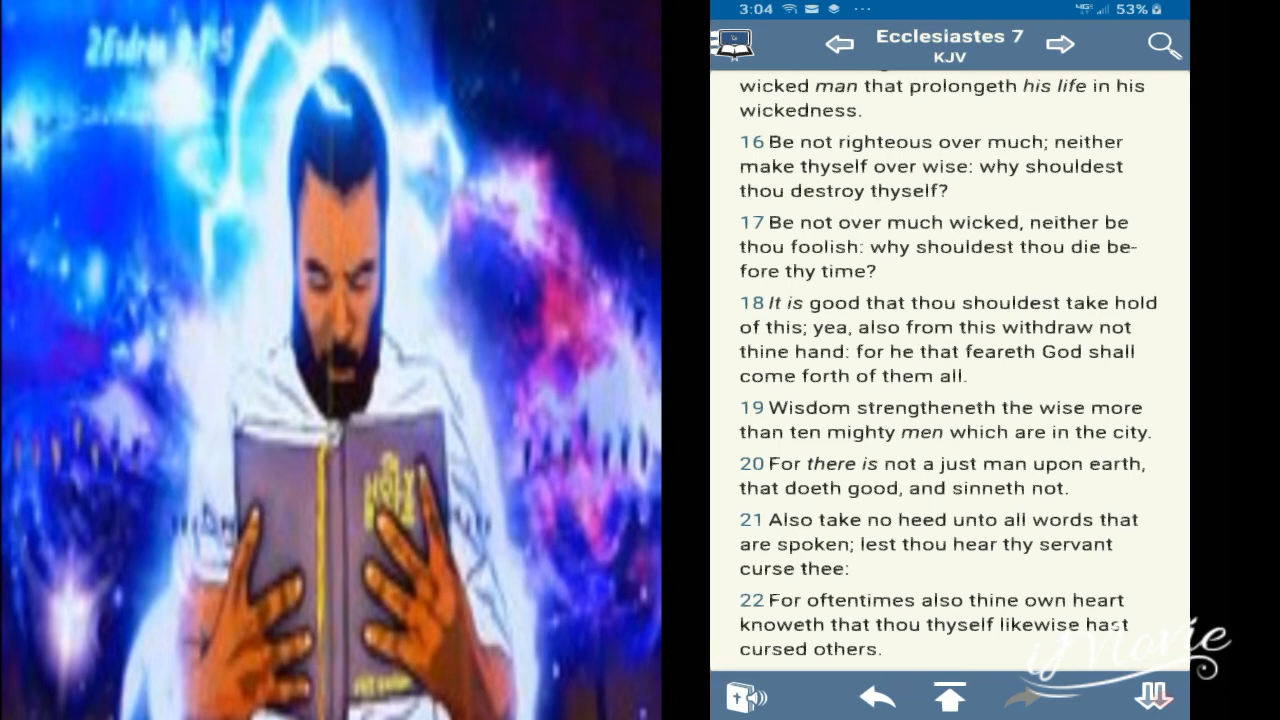 3:04 ... 53%
Ecclesiastes 7
KJV
wicked man that prolongeth his life in his
wickedness.
16 Be not righteous over much; neither
make thyself over wise: why shouldest
thou destroy thyself?
17 Be not over much wicked, neither be
thou foolish: why shouldest thou die be-
fore thy time?
18 It is good that thou shouldest take hold
of this; yea, also from this withdraw not
thine hand: for he that feareth God shall
come forth of them all.
19 Wisdom strengtheneth the wise more
than ten mighty men which are in the city.
20 For there is not a just man upon earth,
that doeth good, and sinneth not.
21 Also take no heed unto all words that
are spoken; lest thou hear thy servant
curse thee:
22 For oftentimes also thine own heart
knoweth that thou thyself likewise hast
cursed others.
iMovie